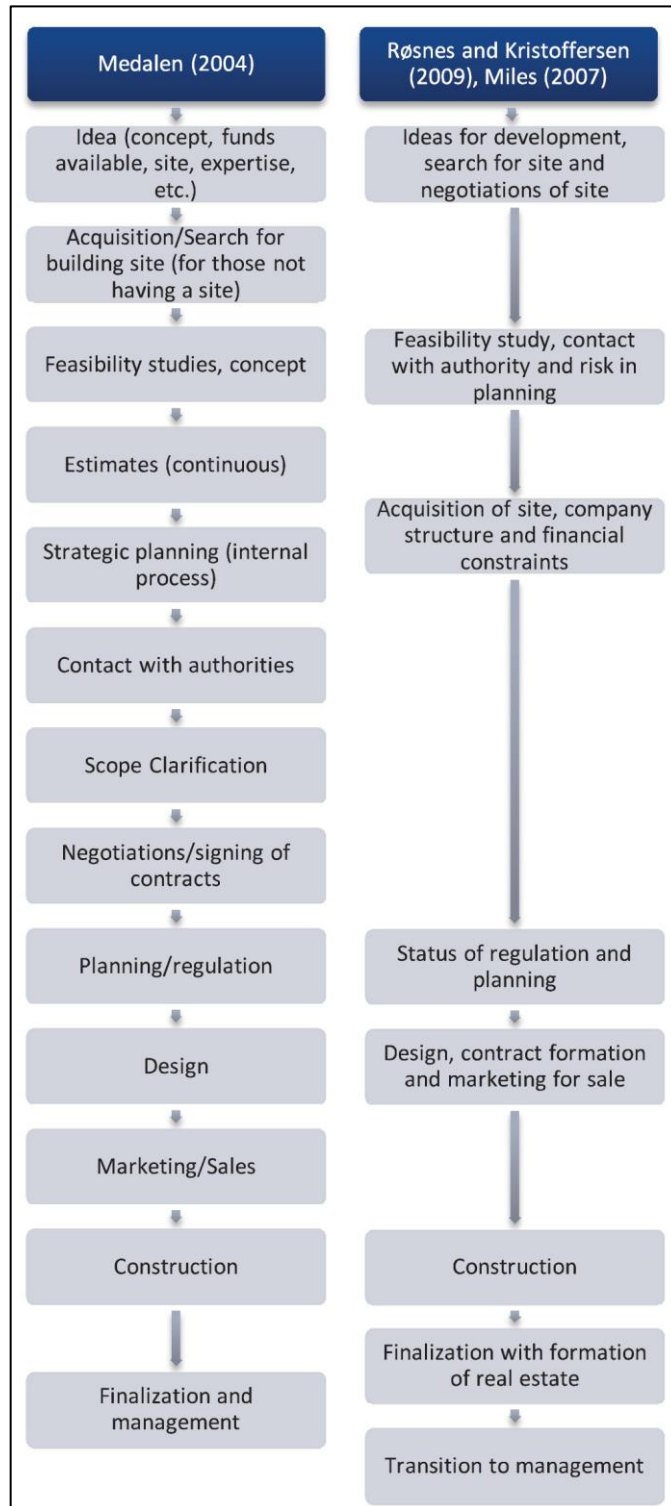 Medalen (2004)
Idea (concept, funds
available, site, expertise,
etc.)
Acquisition/Search for
building site (for those not
having a site)
Feasibility studies, concept
Estimates (continuous)
Strategic planning (internal
process)
Contact with authorities
Scope Clarification
Negotiations/signing of
contracts
Planning/regulation
Design
Marketing/Sales
Construction
Finalization and
management
Røsnes and Kristoffersen
(2009), Miles (2007)
Ideas for development,
search for site and
negotiations of site
Feasibility study, contact
with authority and risk in
planning
Acquisition of site, company
structure and financial
constraints
Status of regulation and
planning
Design, contract formation
and marketing for sale
Construction
Finalization with formation
of real estate
Transition to management